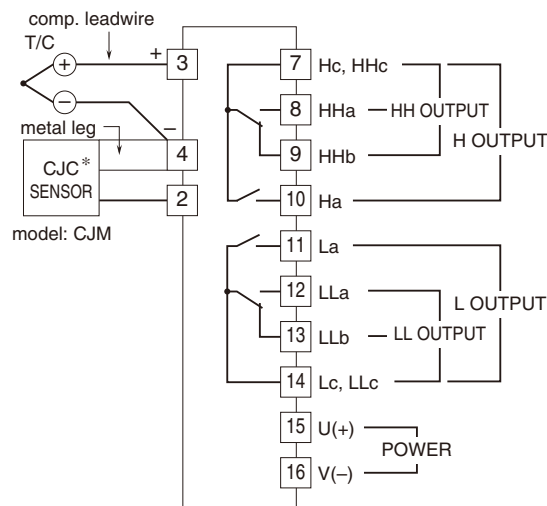 comp. leadwire
T/C
+
+
3
–
–
metal leg
4
CJC*
SENSOR
2
model: CJM
7 Hc, HHc
8 HHa
HH OUTPUT
9 HHb
H OUTPUT
10 Ha
11 La
12 LLa
L OUTPUT
13 LLb
LL OUTPUT
14 Lc, LLc
15 U(+)
POWER
16 V(–)